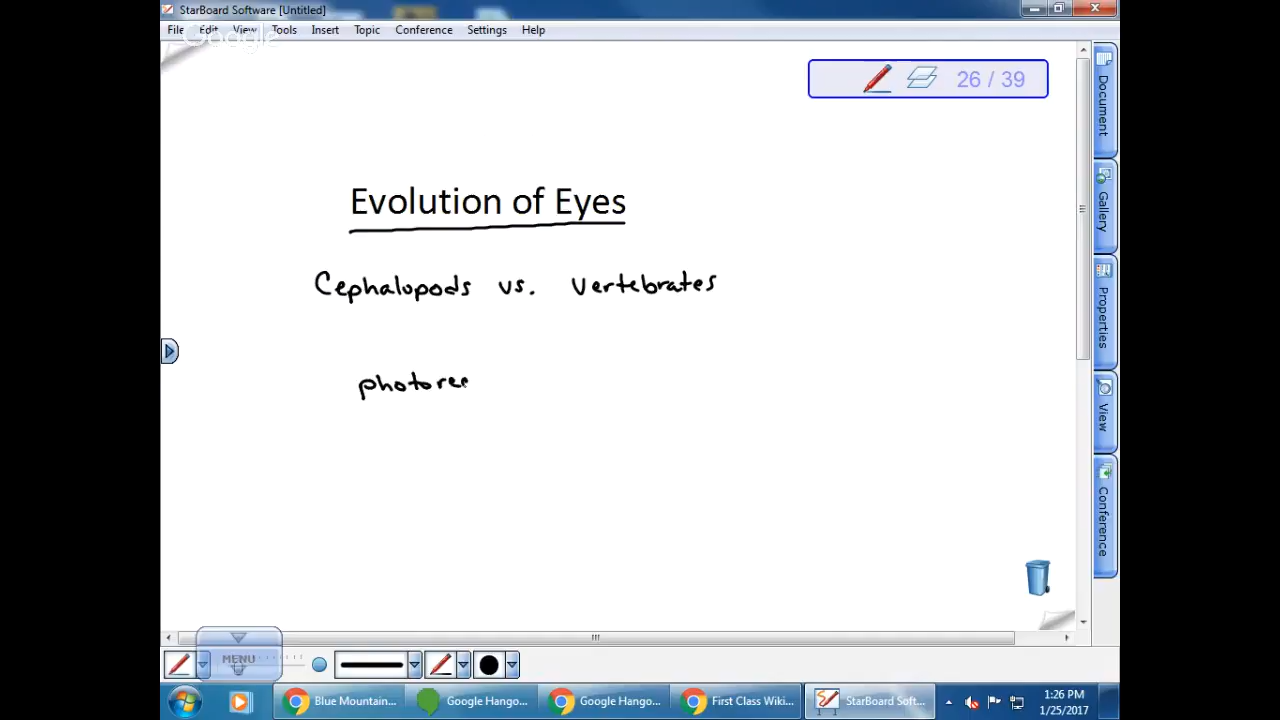 StarBoard Software [Untitled]
File Edit View Tools Insert Topic Conference Settings Help
Google
26 / 39
Document
Gallery
Properties
View
Conference
Evolution of Eyes
Cephalopods vs. vertebrates
photorec
MENU
Blue Mountain... Google Hango... Google Hango... First Class Wiki... StarBoard Soft...
1:26 PM
1/25/2017